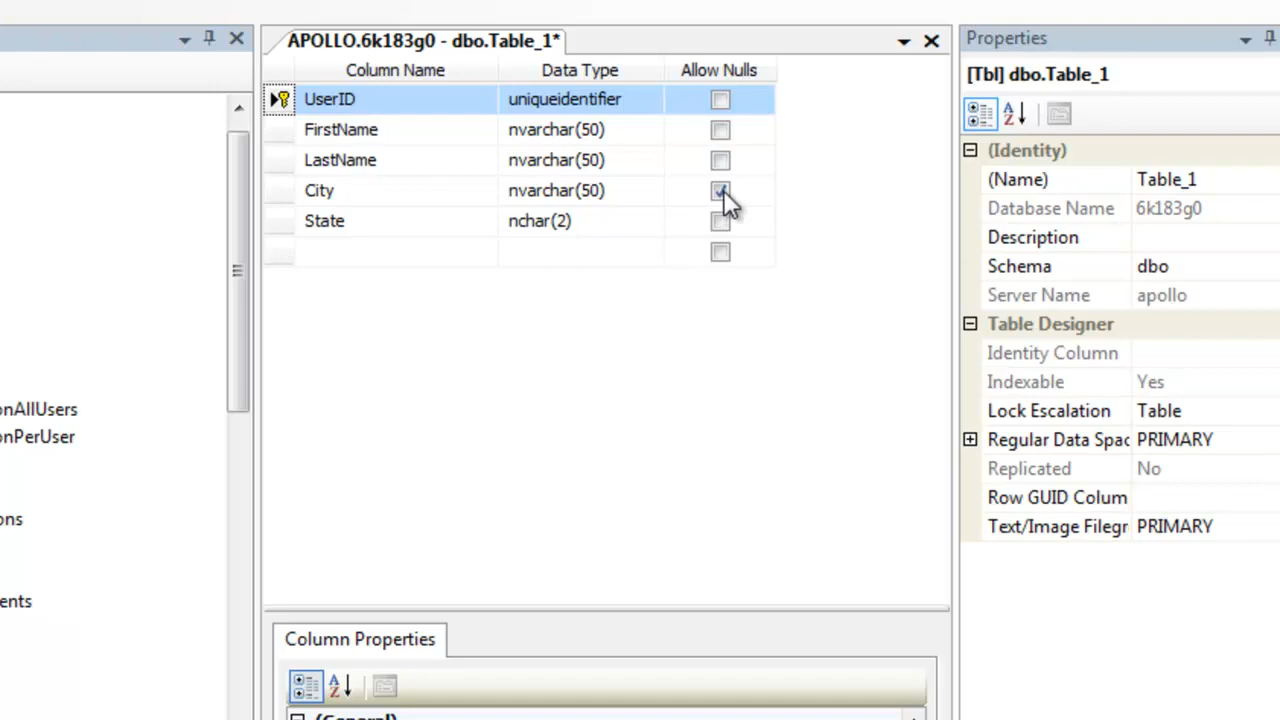 APOLLO.6k183g0 - dbo.Table_1*
Column Name Data Type Allow Nulls
UserID uniqueidentifier
FirstName nvarchar(50)
LastName nvarchar(50)
City nvarchar(50)
State nchar(2)
onAllUsers
onPerUser
ons
ents
Column Properties
(General)
Properties
[Tbl] dbo.Table_1
(Identity)
(Name) Table_1
Database Name 6k183g0
Description
Schema dbo
Server Name apollo
Table Designer
Identity Column
Indexable Yes
Lock Escalation Table
Regular Data Spac PRIMARY
Replicated No
Row GUID Colum
Text/Image Filegr PRIMARY